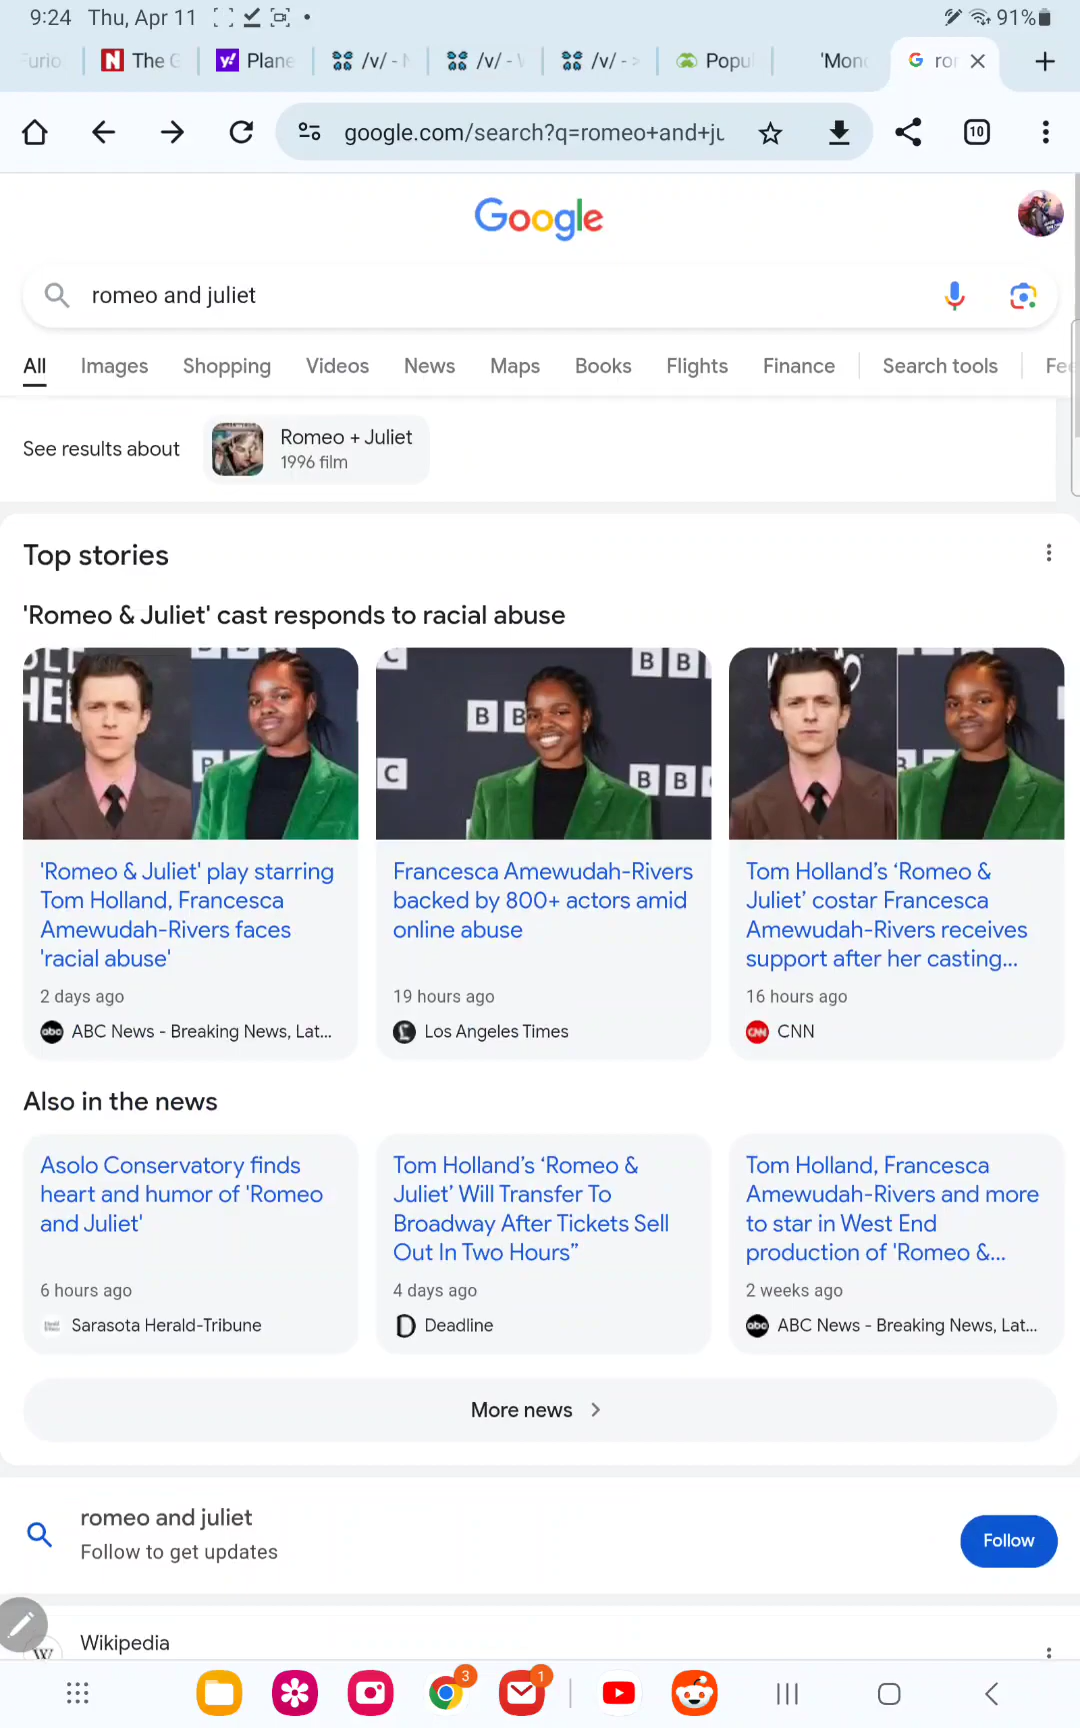 9:24 Thu, Apr 11
91%
The G
Plane
/v/ -
/v/ -
/v/ - >
Popu
'Mon
ror
google.com/search?q=romeo+and+ju
10
Google
romeo and juliet
All Images Shopping Videos News Maps Books Flights Finance Search tools Fee
See results about
Romeo + Juliet
1996 film
Top stories
'Romeo & Juliet' cast responds to racial abuse
B B
B B
C
B B
'Romeo & Juliet' play starring
Tom Holland, Francesca
Amewudah-Rivers faces
'racial abuse'
2 days ago
abc ABC News - Breaking News, Lat...
Francesca Amewudah-Rivers
backed by 800+ actors amid
online abuse
19 hours ago
Los Angeles Times
Tom Holland’s ‘Romeo &
Juliet’ costar Francesca
Amewudah-Rivers receives
support after her casting...
16 hours ago
CNN CNN
Also in the news
Asolo Conservatory finds
heart and humor of 'Romeo
and Juliet'
6 hours ago
Sarasota Herald-Tribune
Tom Holland’s ‘Romeo &
Juliet’ Will Transfer To
Broadway After Tickets Sell
Out In Two Hours”
4 days ago
D Deadline
Tom Holland, Francesca
Amewudah-Rivers and more
to star in West End
production of 'Romeo &...
2 weeks ago
abc ABC News - Breaking News, Lat...
More news
romeo and juliet
Follow to get updates
Follow
W
Wikipedia
3
1